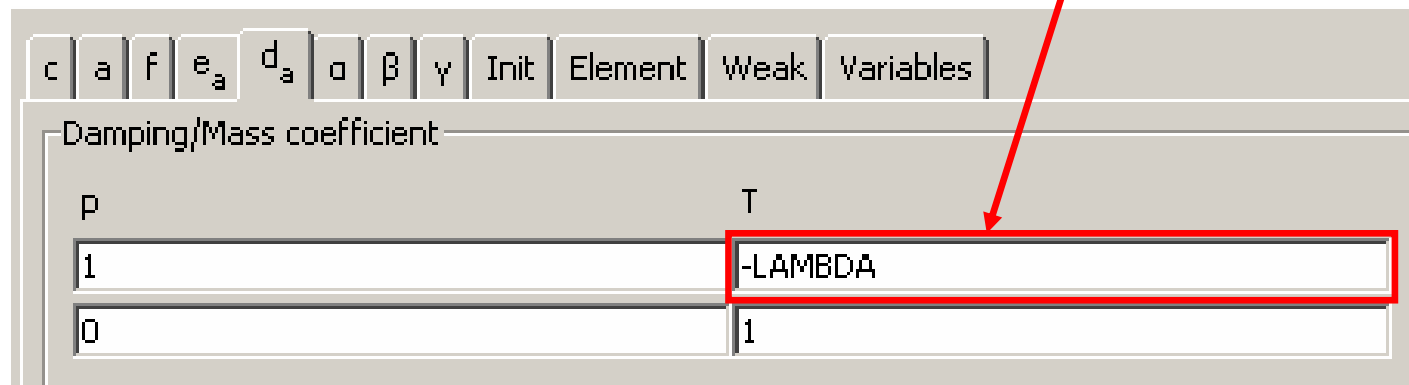 c a f eₐ dₐ α β γ Init Element Weak Variables
Damping/Mass coefficient
p T
1 -LAMBDA
0 1